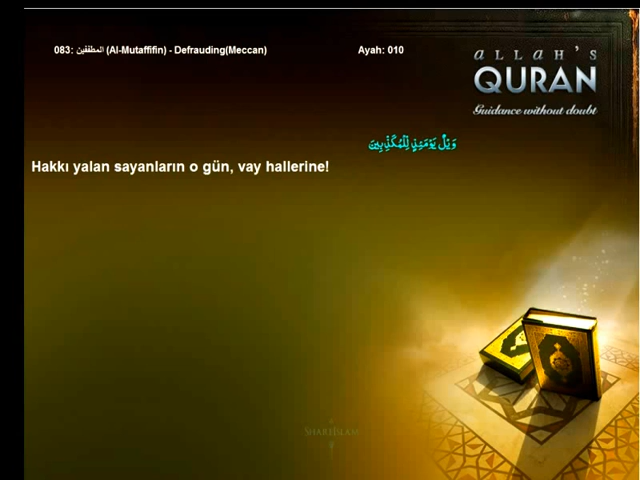 083: المطففين (Al-Mutaffifin) - Defrauding(Meccan) Ayah: 010
ALLAH'S
QURAN
Guidance without doubt
وَيْلٌ يَوْمَئِذٍ لِلْمُكَذِّبِينَ
Hakkı yalan sayanların o gün, vay hallerine!
SHARIISLAM